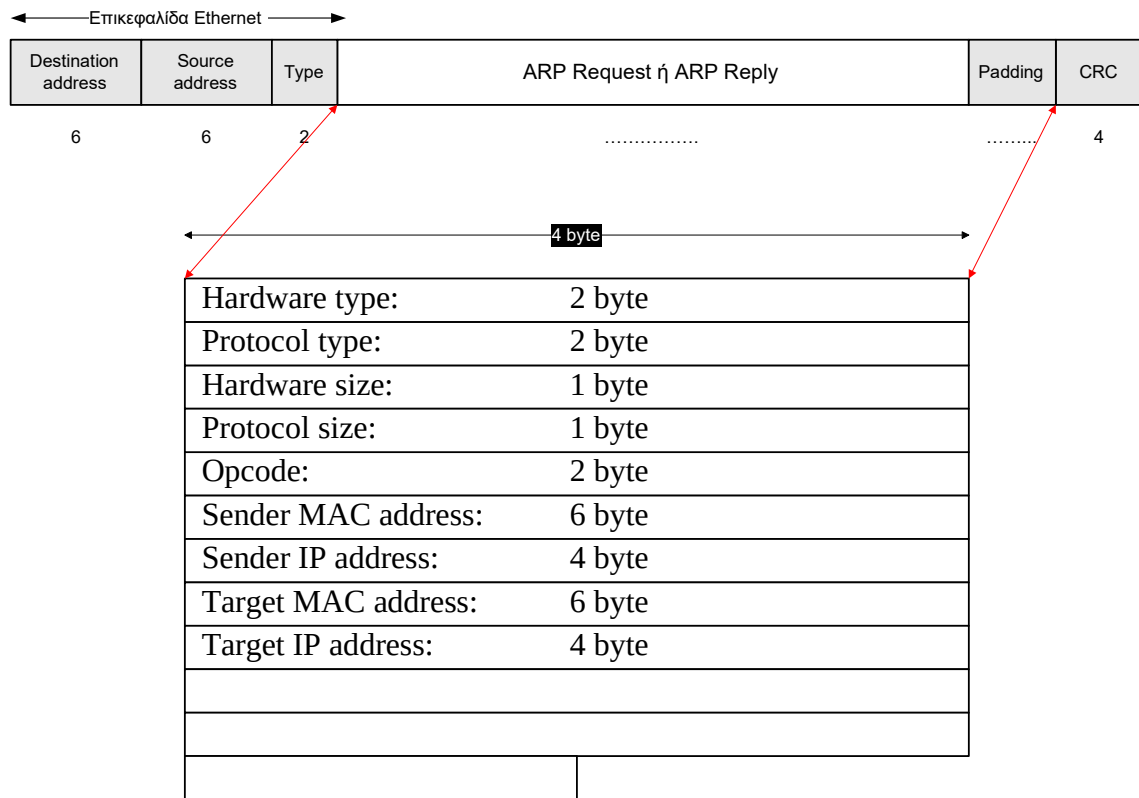 Επικεφαλίδα Ethernet
Destination address
Source address
Type
ARP Request ή ARP Reply
Padding
CRC
6
6
2
................
.........
4
4 byte
Hardware type: 2 byte
Protocol type: 2 byte
Hardware size: 1 byte
Protocol size: 1 byte
Opcode: 2 byte
Sender MAC address: 6 byte
Sender IP address: 4 byte
Target MAC address: 6 byte
Target IP address: 4 byte